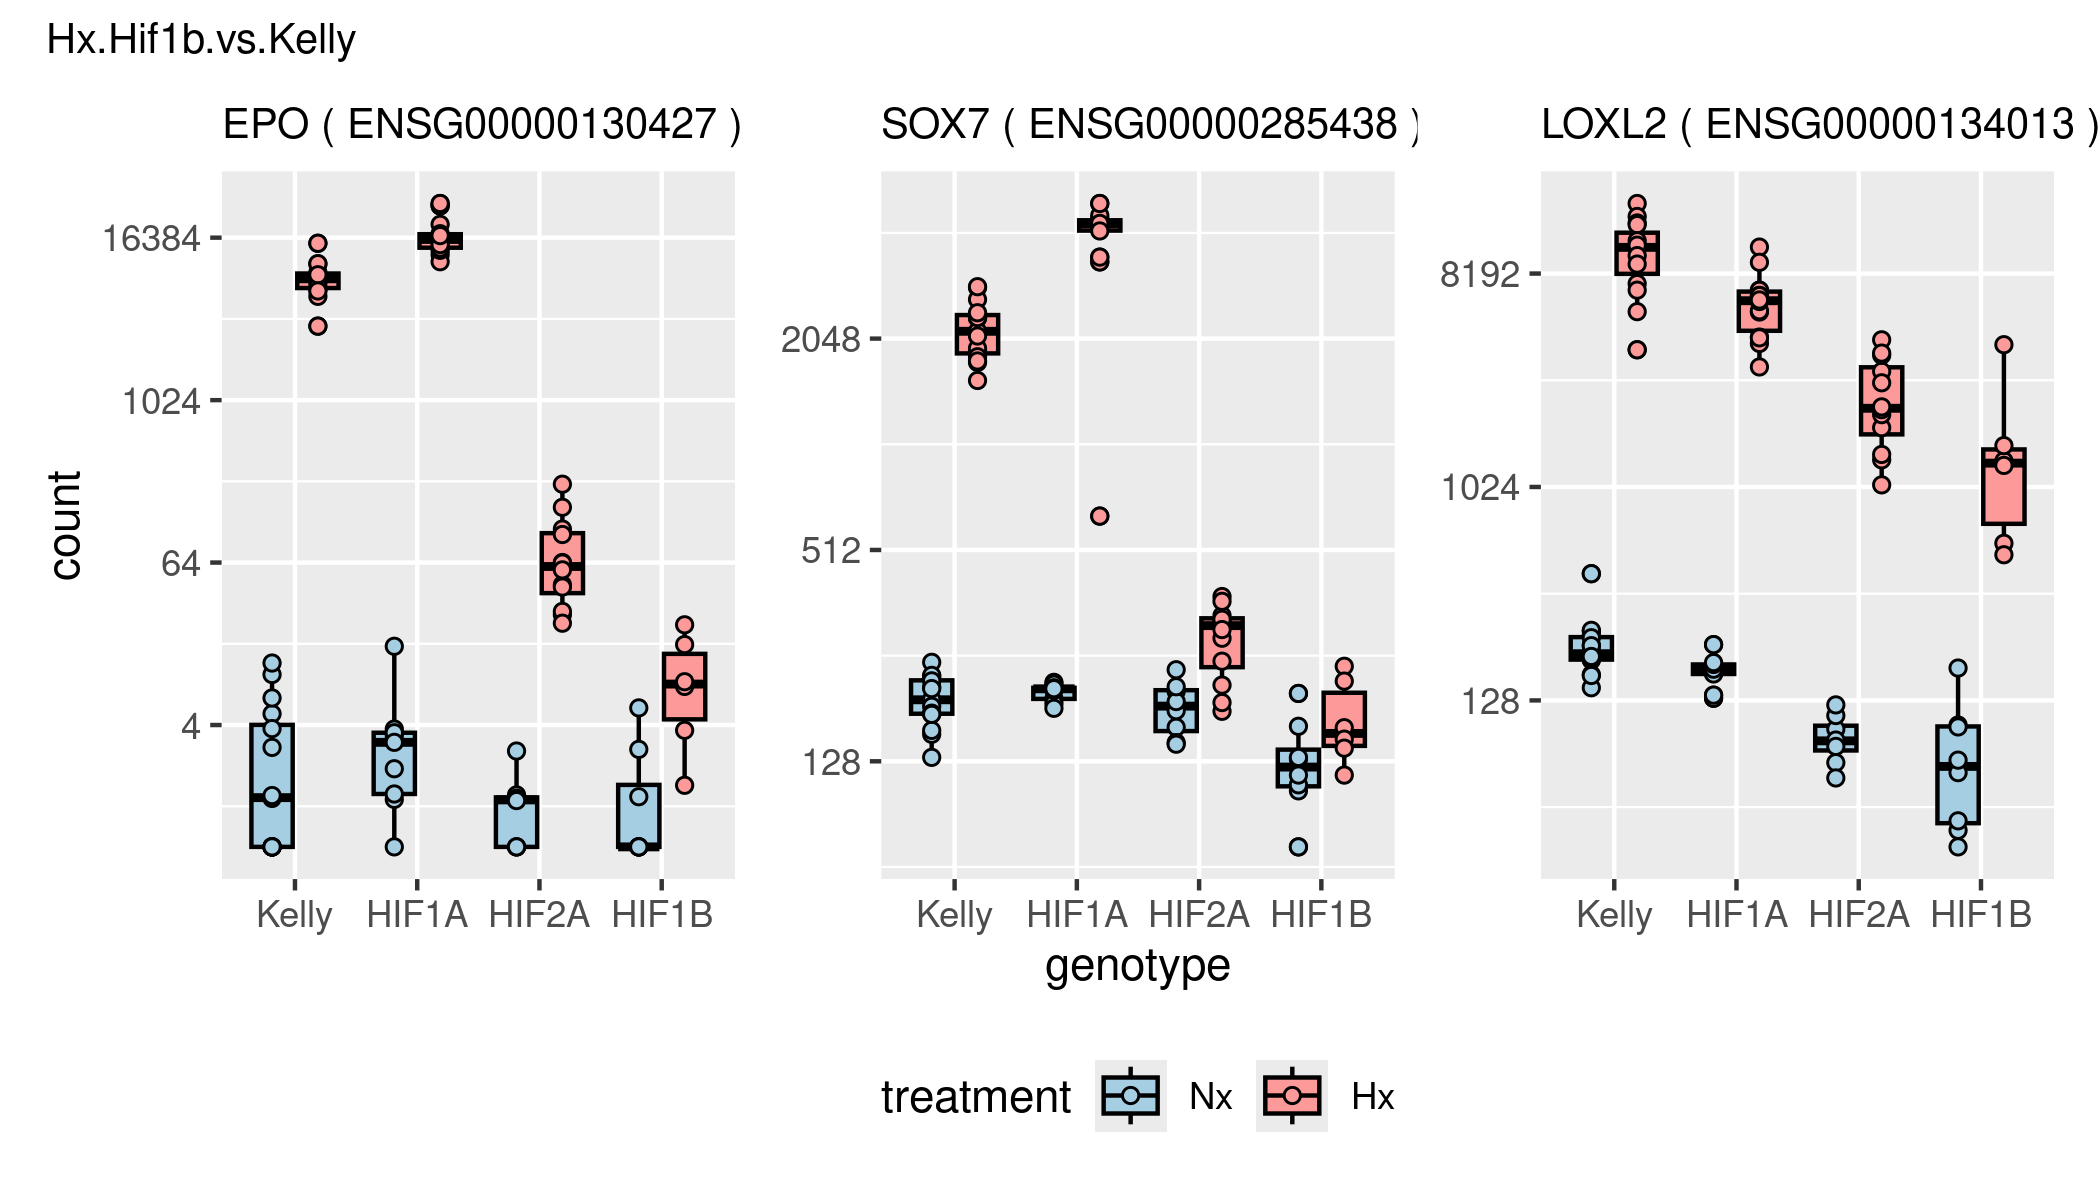 Hx.Hif1b.vs.Kelly
EPO ( ENSG00000130427 )
SOX7 ( ENSG00000285438 )
LOXL2 ( ENSG00000134013 )
count
16384
1024
64
4
2048
512
128
8192
1024
128
Kelly HIF1A HIF2A HIF1B
Kelly HIF1A HIF2A HIF1B
Kelly HIF1A HIF2A HIF1B
genotype
treatment Nx Hx